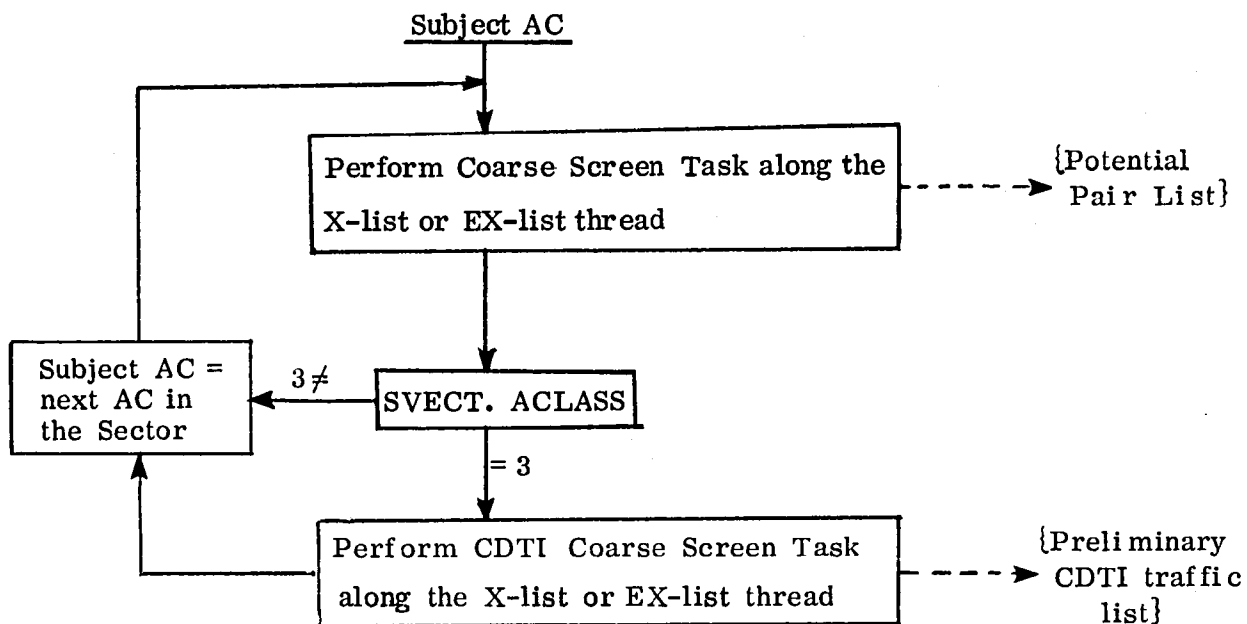 Subject AC
Perform Coarse Screen Task along the
X-list or EX-list thread
{Potential
Pair List}
Subject AC =
next AC in
the Sector
3≠
SVECT. ACLASS
= 3
Perform CDTI Coarse Screen Task
along the X-list or EX-list thread
{Preliminary
CDTI traffic
list}